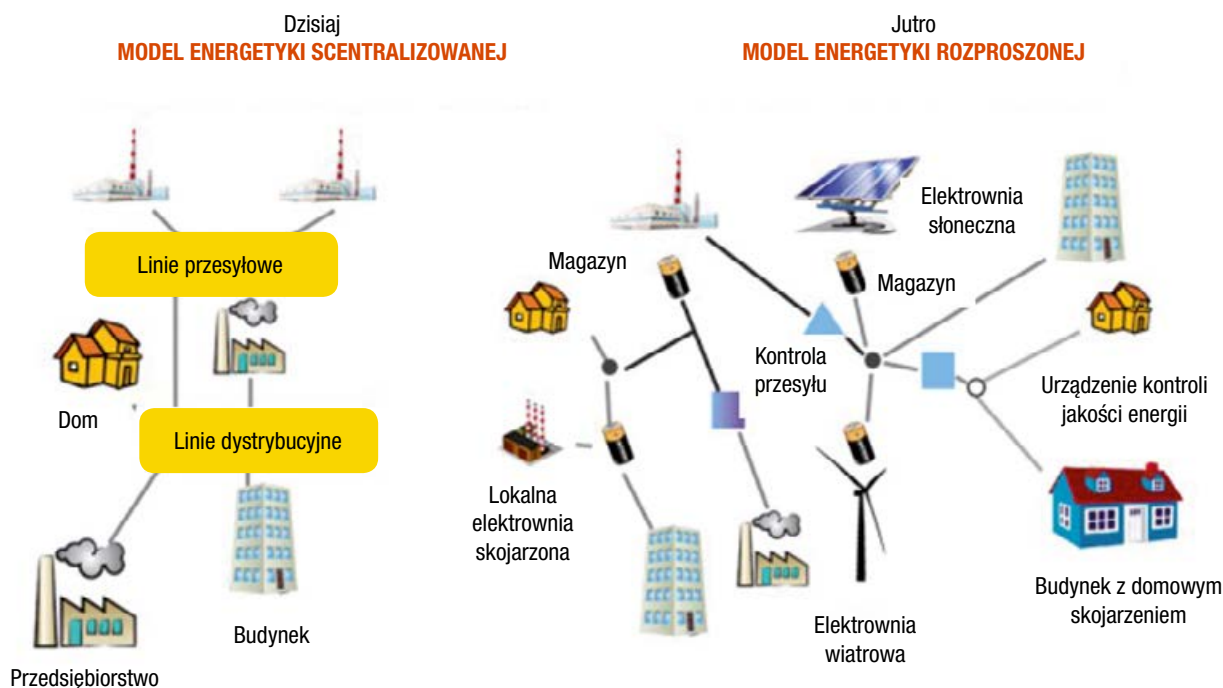 Dzisiaj
MODEL ENERGETYKI SCENTRALIZOWANEJ
Linie przesyłowe
Dom
Linie dystrybucyjne
Budynek
Przedsiębiorstwo
Jutro
MODEL ENERGETYKI ROZPROSZONEJ
Elektrownia
słoneczna
Magazyn
Magazyn
Kontrola
przesyłu
Urządzenie kontroli
jakości energii
Lokalna
elektrownia
skojarzona
Elektrownia
wiatrowa
Budynek z domowym
skojarzeniem